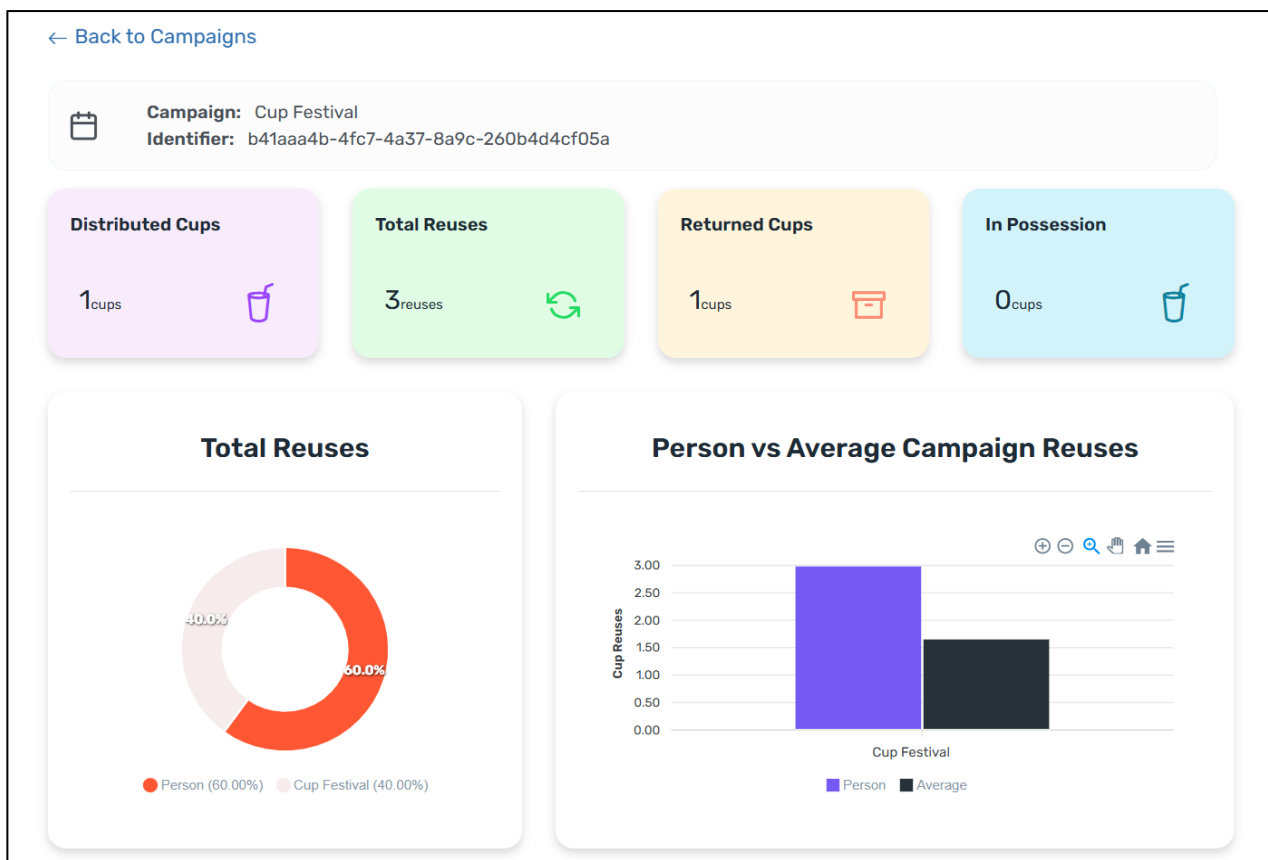 ← Back to Campaigns
Campaign: Cup Festival
Identifier: b41aaa4b-4fc7-4a37-8a9c-260b4d4cf05a
Distributed Cups
1cups
Total Reuses
3reuses
Returned Cups
1cups
In Possession
0cups
Total Reuses
40.0%
60.0%
Person (60.00%) Cup Festival (40.00%)
Person vs Average Campaign Reuses
Cup Reuses
3.00
2.50
2.00
1.50
1.00
0.50
0.00
Cup Festival
Person Average